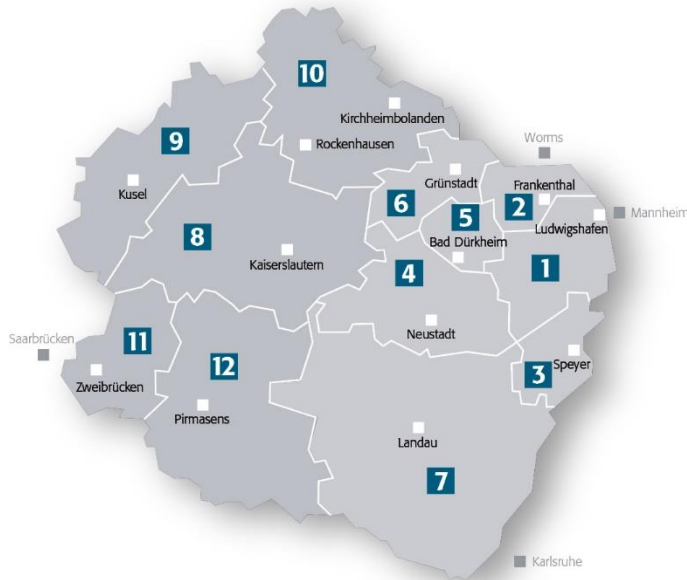 10
Kirchheimbolanden
Worms
9
Rockenhausen
Grünstadt
Frankenthal
Kusel
6
5
2
Mannheim
Ludwigshafen
8
Bad Dürkheim
Kaiserslautern
4
1
Neustadt
Saarbrücken
11
12
3
Speyer
Zweibrücken
Pirmasens
Landau
7
Karlsruhe